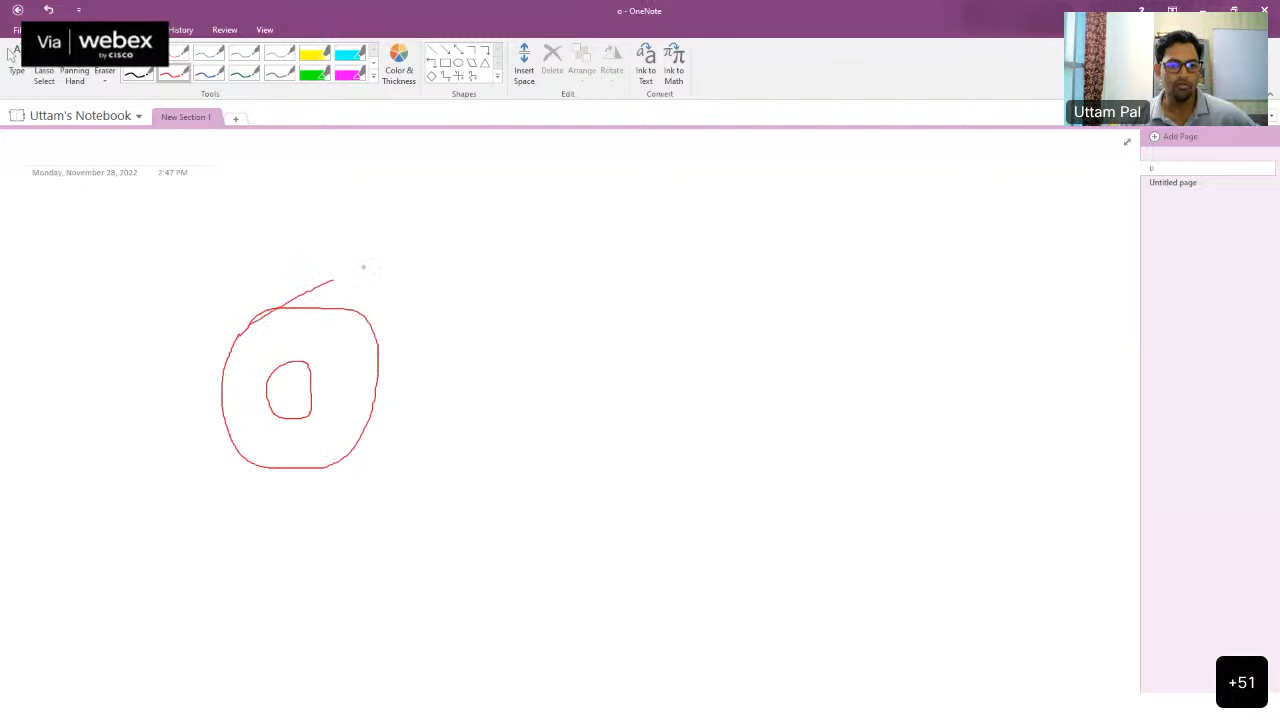 o - OneNote
Via webex
by CISCO
History Review View
Type Lasso Select Panning Hand Eraser
Color & Thickness
Insert Space Delete Arrange Rotate
Ink to Text Ink to Math
Tools Shapes Edit Convert
Uttam's Notebook New Section 1
Uttam Pal
Add Page
o
Untitled page
Monday, November 28, 2022 2:47 PM
+51